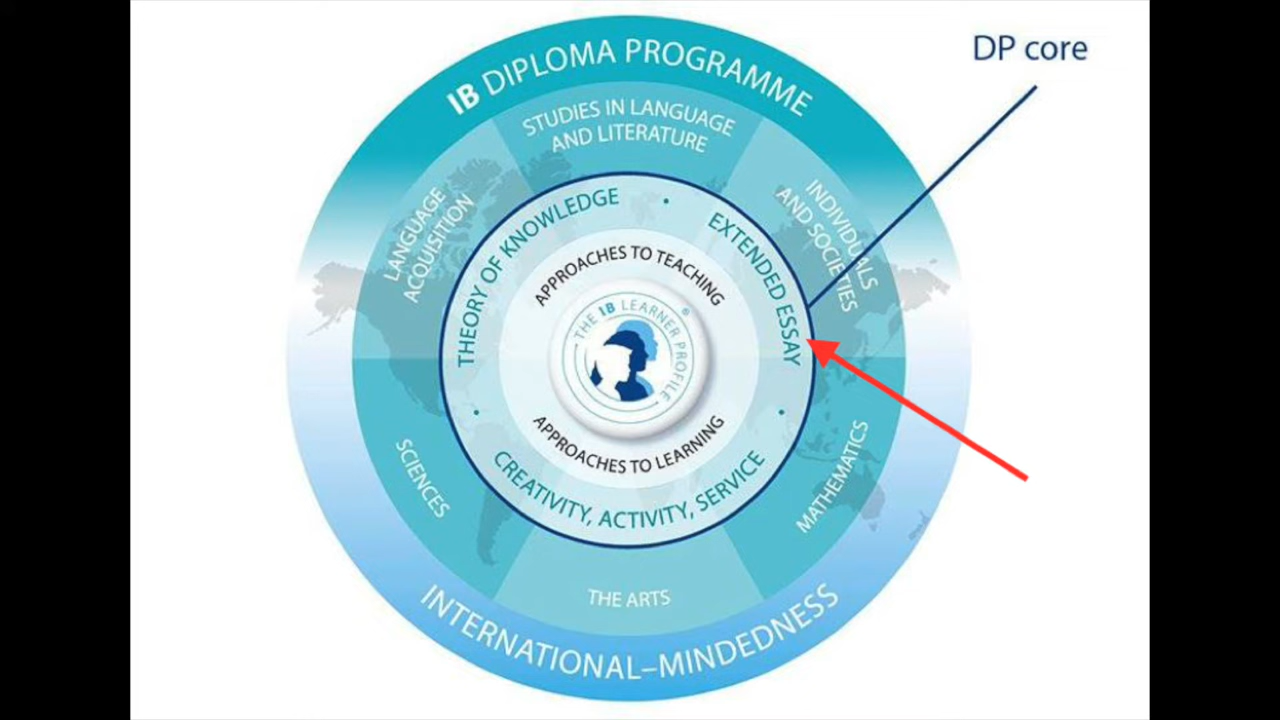 DP core
IB DIPLOMA PROGRAMME
STUDIES IN LANGUAGE
AND LITERATURE
INDIVIDUALS
AND SOCIETIES
MATHEMATICS
THE ARTS
SCIENCES
LANGUAGE
ACQUISITION
THEORY OF KNOWLEDGE
EXTENDED ESSAY
CREATIVITY, ACTIVITY, SERVICE
APPROACHES TO TEACHING
APPROACHES TO LEARNING
THE IB LEARNER PROFILE ®
INTERNATIONAL–MINDEDNESS